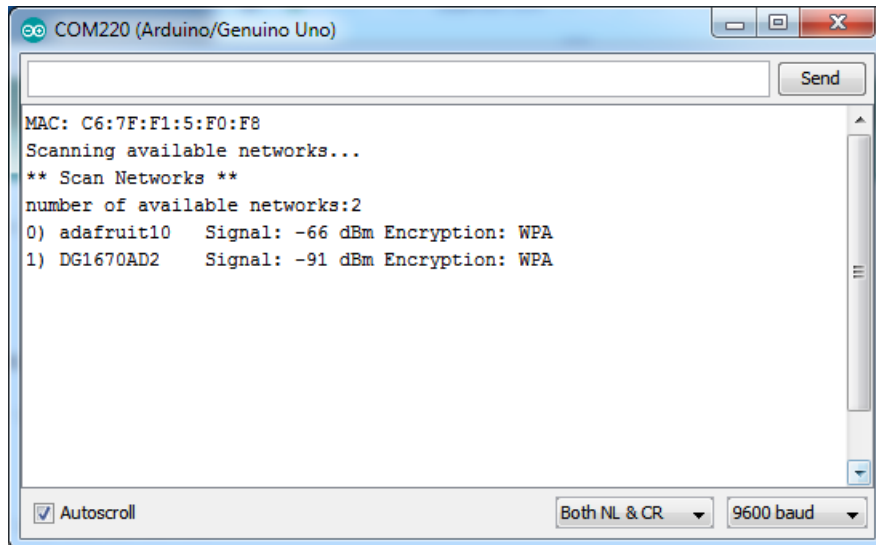 COM220 (Arduino/Genuino Uno)
Send
MAC: C6:7F:F1:5:F0:F8
Scanning available networks...
** Scan Networks **
number of available networks:2
0) adafruit10   Signal: -66 dBm Encryption: WPA
1) DG1670AD2    Signal: -91 dBm Encryption: WPA
Autoscroll Both NL & CR 9600 baud